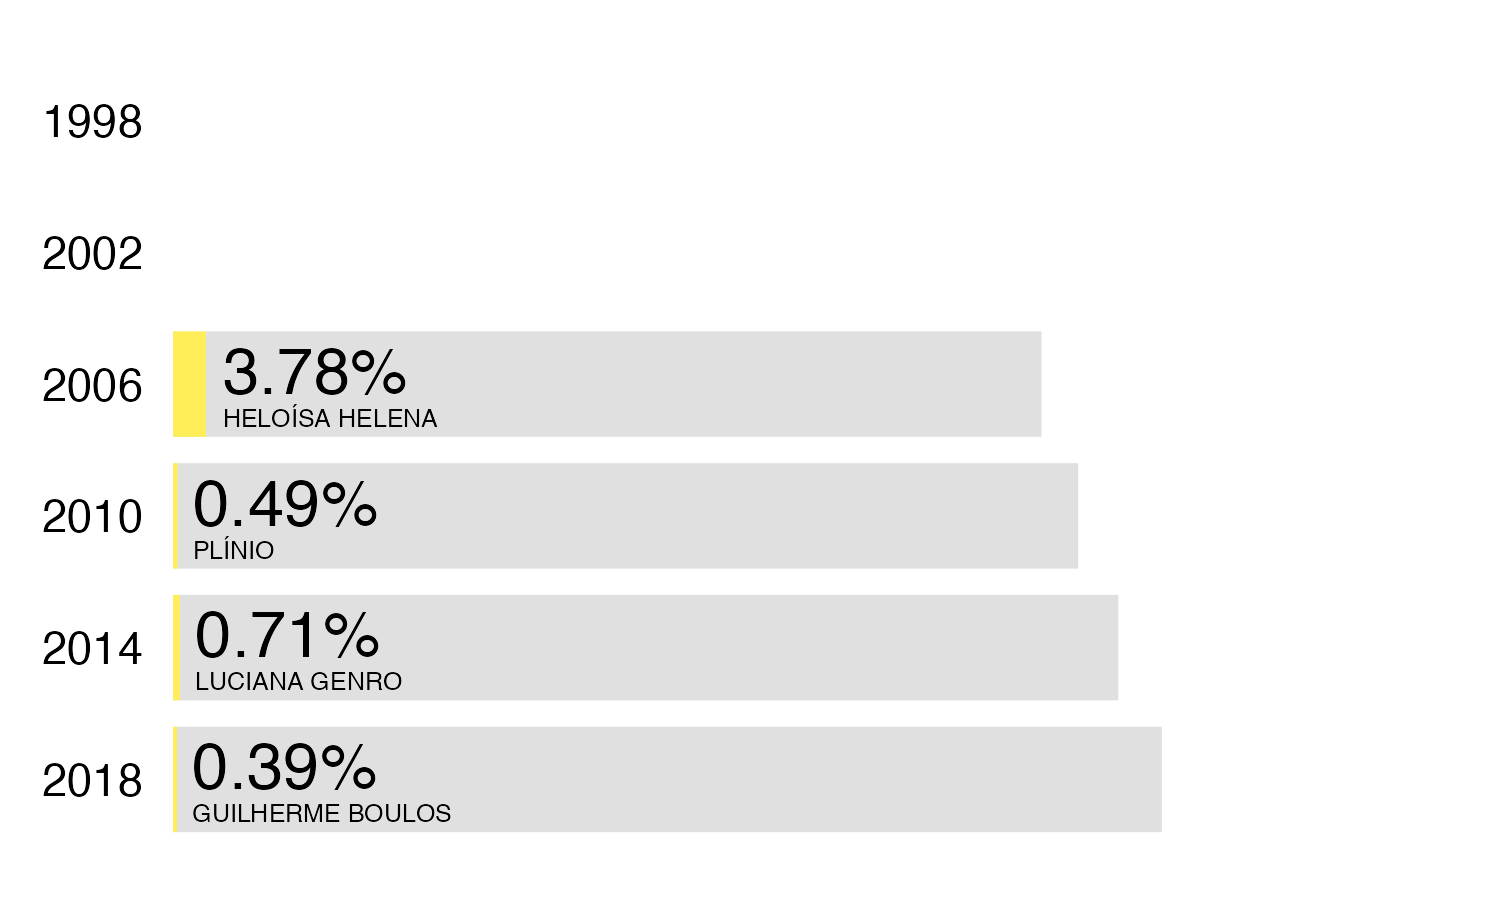 1998
2002
2006
3.78%
HELOÍSA HELENA
2010
0.49%
PLÍNIO
2014
0.71%
LUCIANA GENRO
2018
0.39%
GUILHERME BOULOS